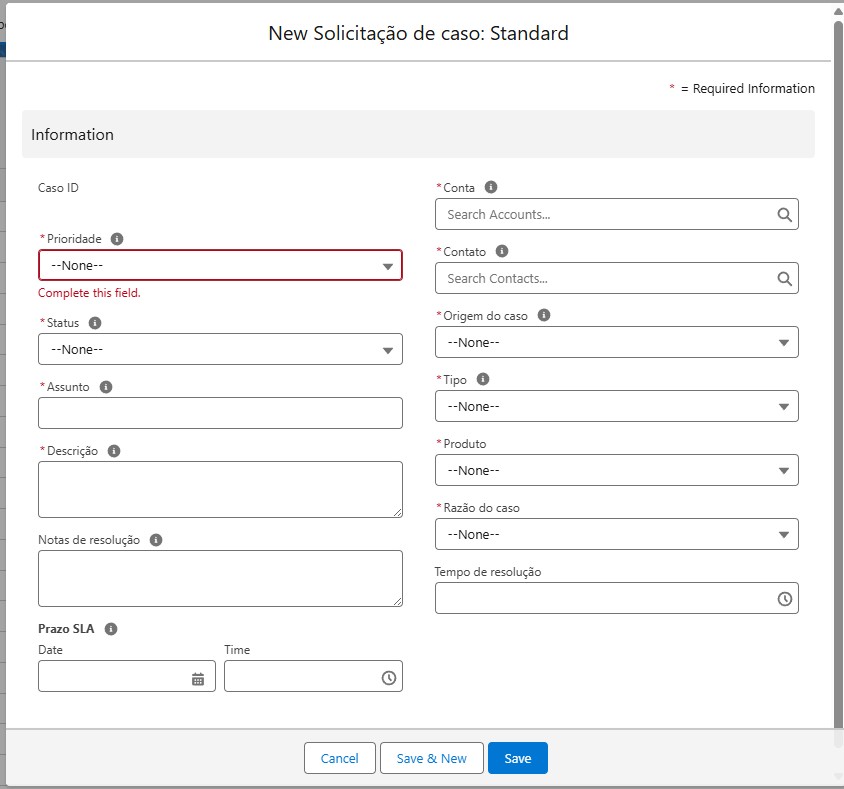 New Solicitação de caso: Standard
* = Required Information
Information
Caso ID
*Prioridade
--None--
Complete this field.
*Status
--None--
*Assunto
*Descrição
Notas de resolução
Prazo SLA
Date
Time
*Conta
Search Accounts...
*Contato
Search Contacts...
*Origem do caso
--None--
*Tipo
--None--
*Produto
--None--
*Razão do caso
--None--
Tempo de resolução
Cancel
Save & New
Save